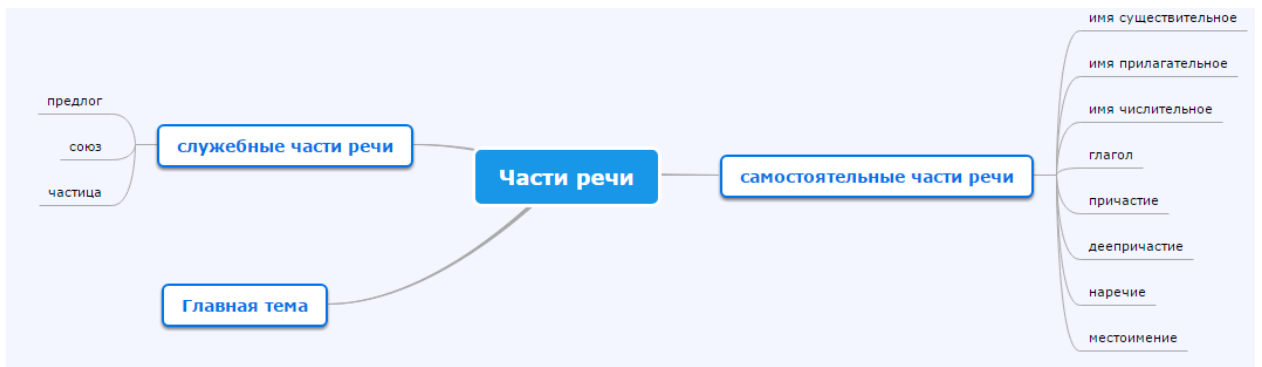 Части речи
служебные части речи
предлог
союз
частица
Главная тема
самостоятельные части речи
имя существительное
имя прилагательное
имя числительное
глагол
причастие
деепричастие
наречие
местоимение